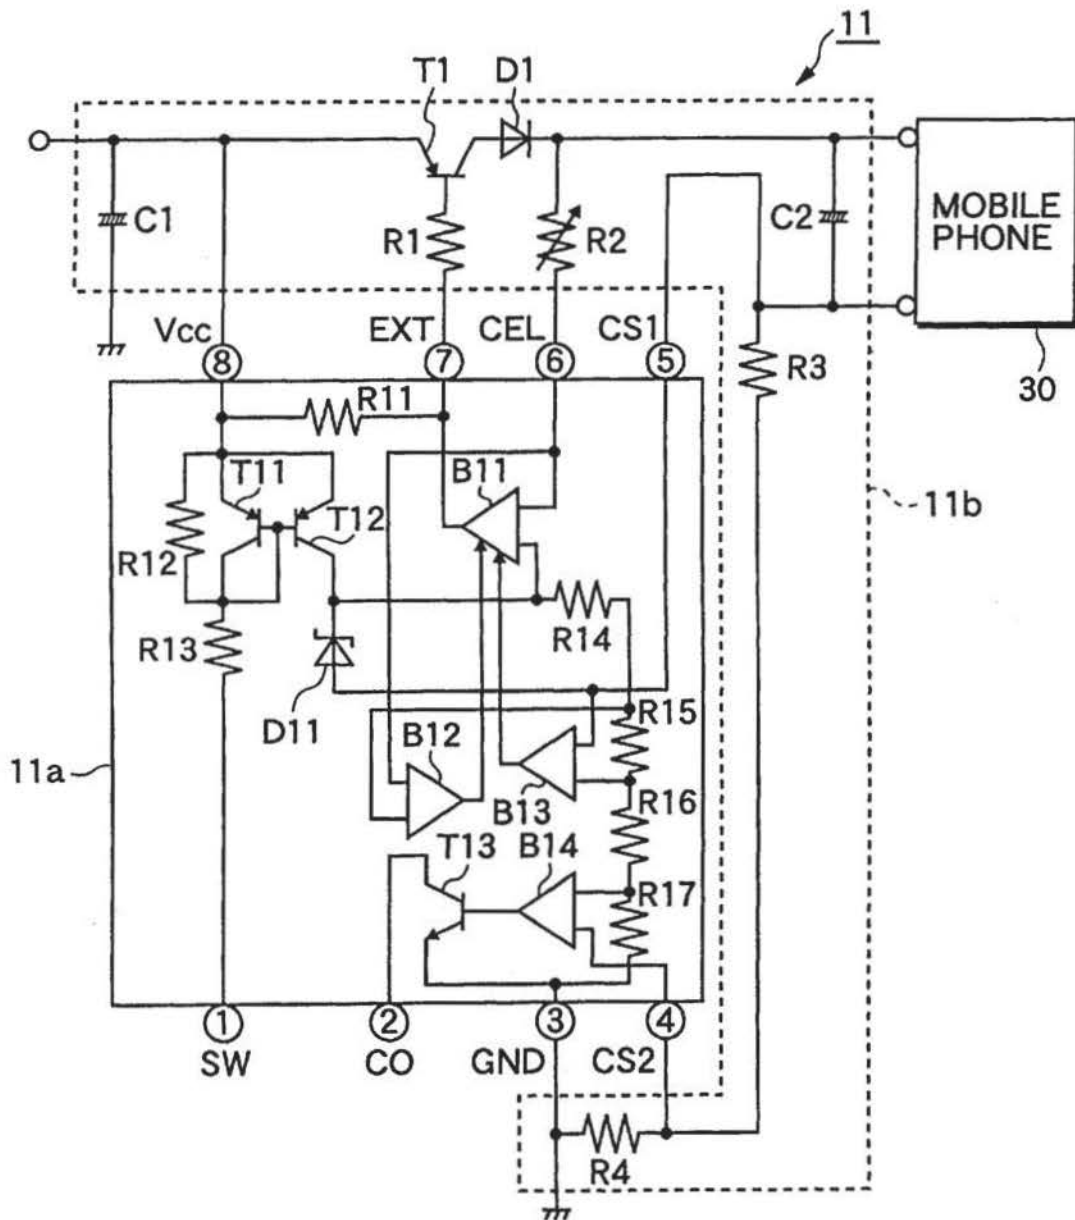 11
T1 D1
C1 R1 R2 C2 MOBILE
PHONE
Vcc EXT CEL CS1
8 7 6 5 R3 30
R11
T11 B11
T12 11b
R12
R13 R14
D11 R15
11a B12 B13 R16
T13 B14
R17
1 2 3 4
SW CO GND CS2
R4